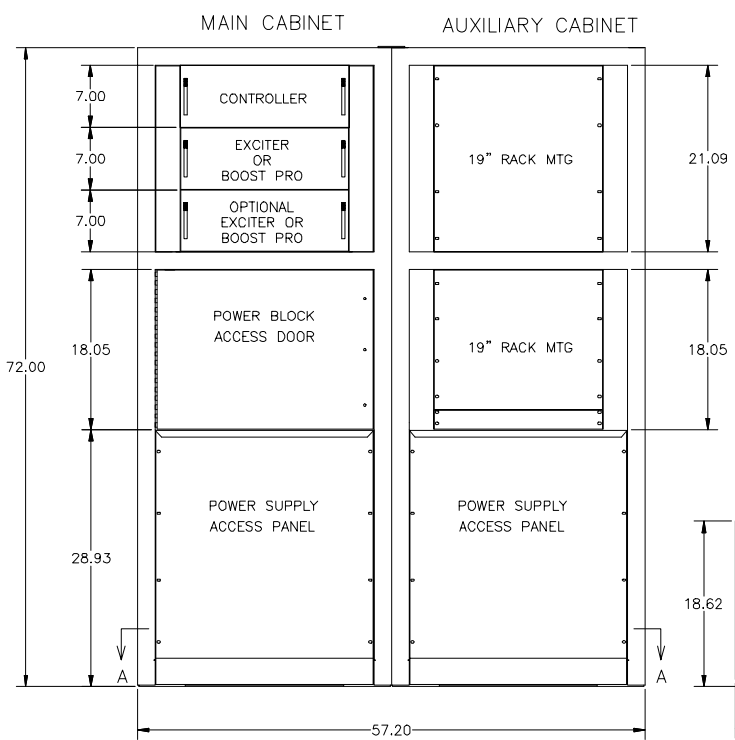 MAIN CABINET
AUXILIARY CABINET
7.00
7.00
7.00
CONTROLLER
EXCITER
OR
BOOST PRO
OPTIONAL
EXCITER OR
BOOST PRO
19" RACK MTG
21.09
72.00
18.05
POWER BLOCK
ACCESS DOOR
19" RACK MTG
18.05
28.93
POWER SUPPLY
ACCESS PANEL
POWER SUPPLY
ACCESS PANEL
18.62
A
A
57.20